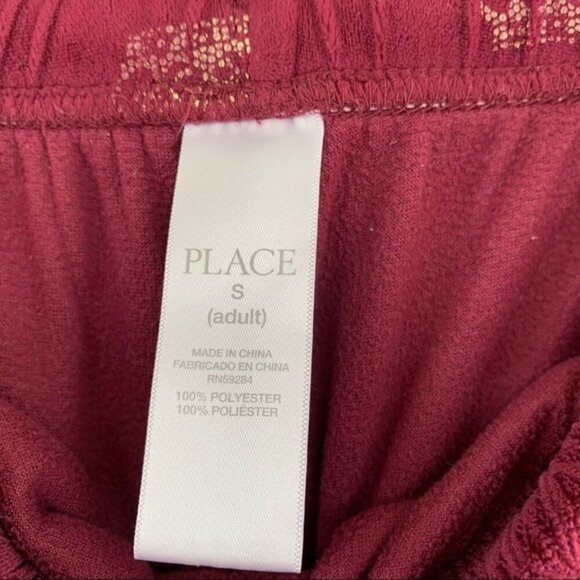 PLACE
S
(adult)
MADE IN CHINA
FABRICADO EN CHINA
RN59284
100% POLYESTER
100% POLIÉSTER